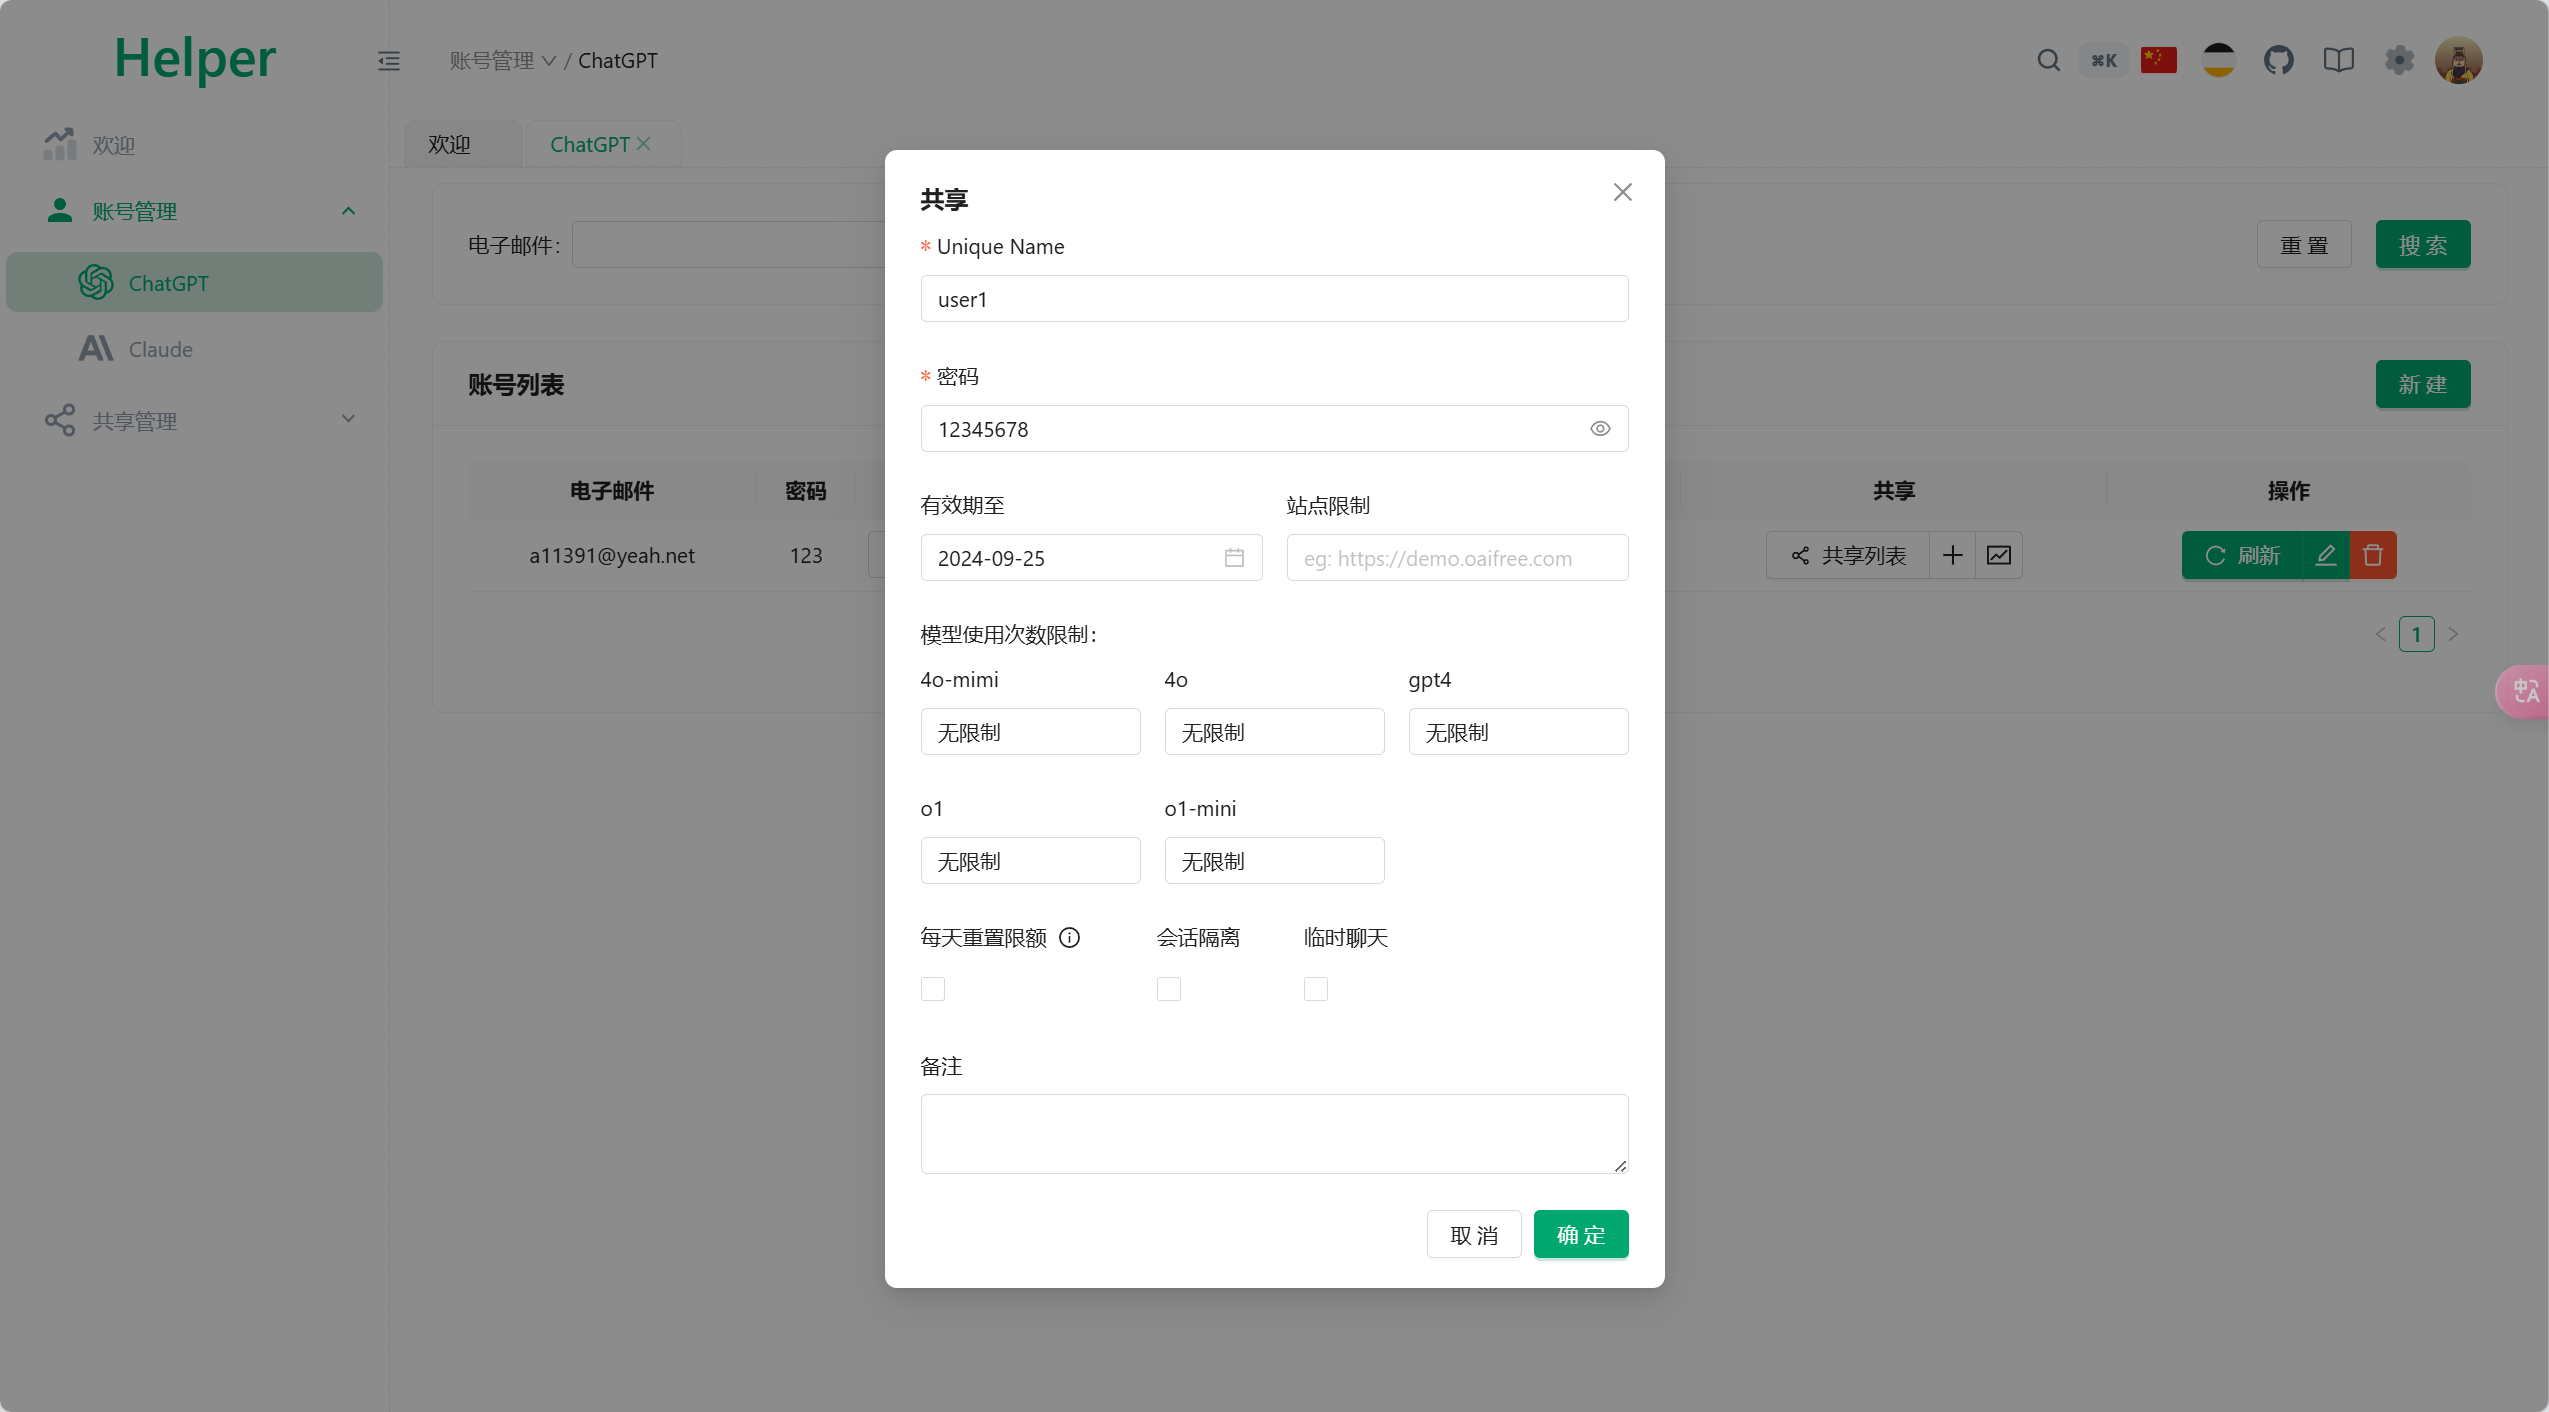 Helper
账号管理 / ChatGPT
⌘K
欢迎
账号管理
ChatGPT
Claude
共享管理
欢迎
ChatGPT
电子邮件:
重 置
搜 索
账号列表
新 建
电子邮件
密码
共享
操作
a11391@yeah.net
123
共享列表
刷新
1
共享
* Unique Name
user1
* 密码
12345678
有效期至
站点限制
2024-09-25
eg: https://demo.oaifree.com
模型使用次数限制:
4o-mimi
4o
gpt4
无限制
无限制
无限制
o1
o1-mini
无限制
无限制
每天重置限额
会话隔离
临时聊天
备注
取 消
确 定